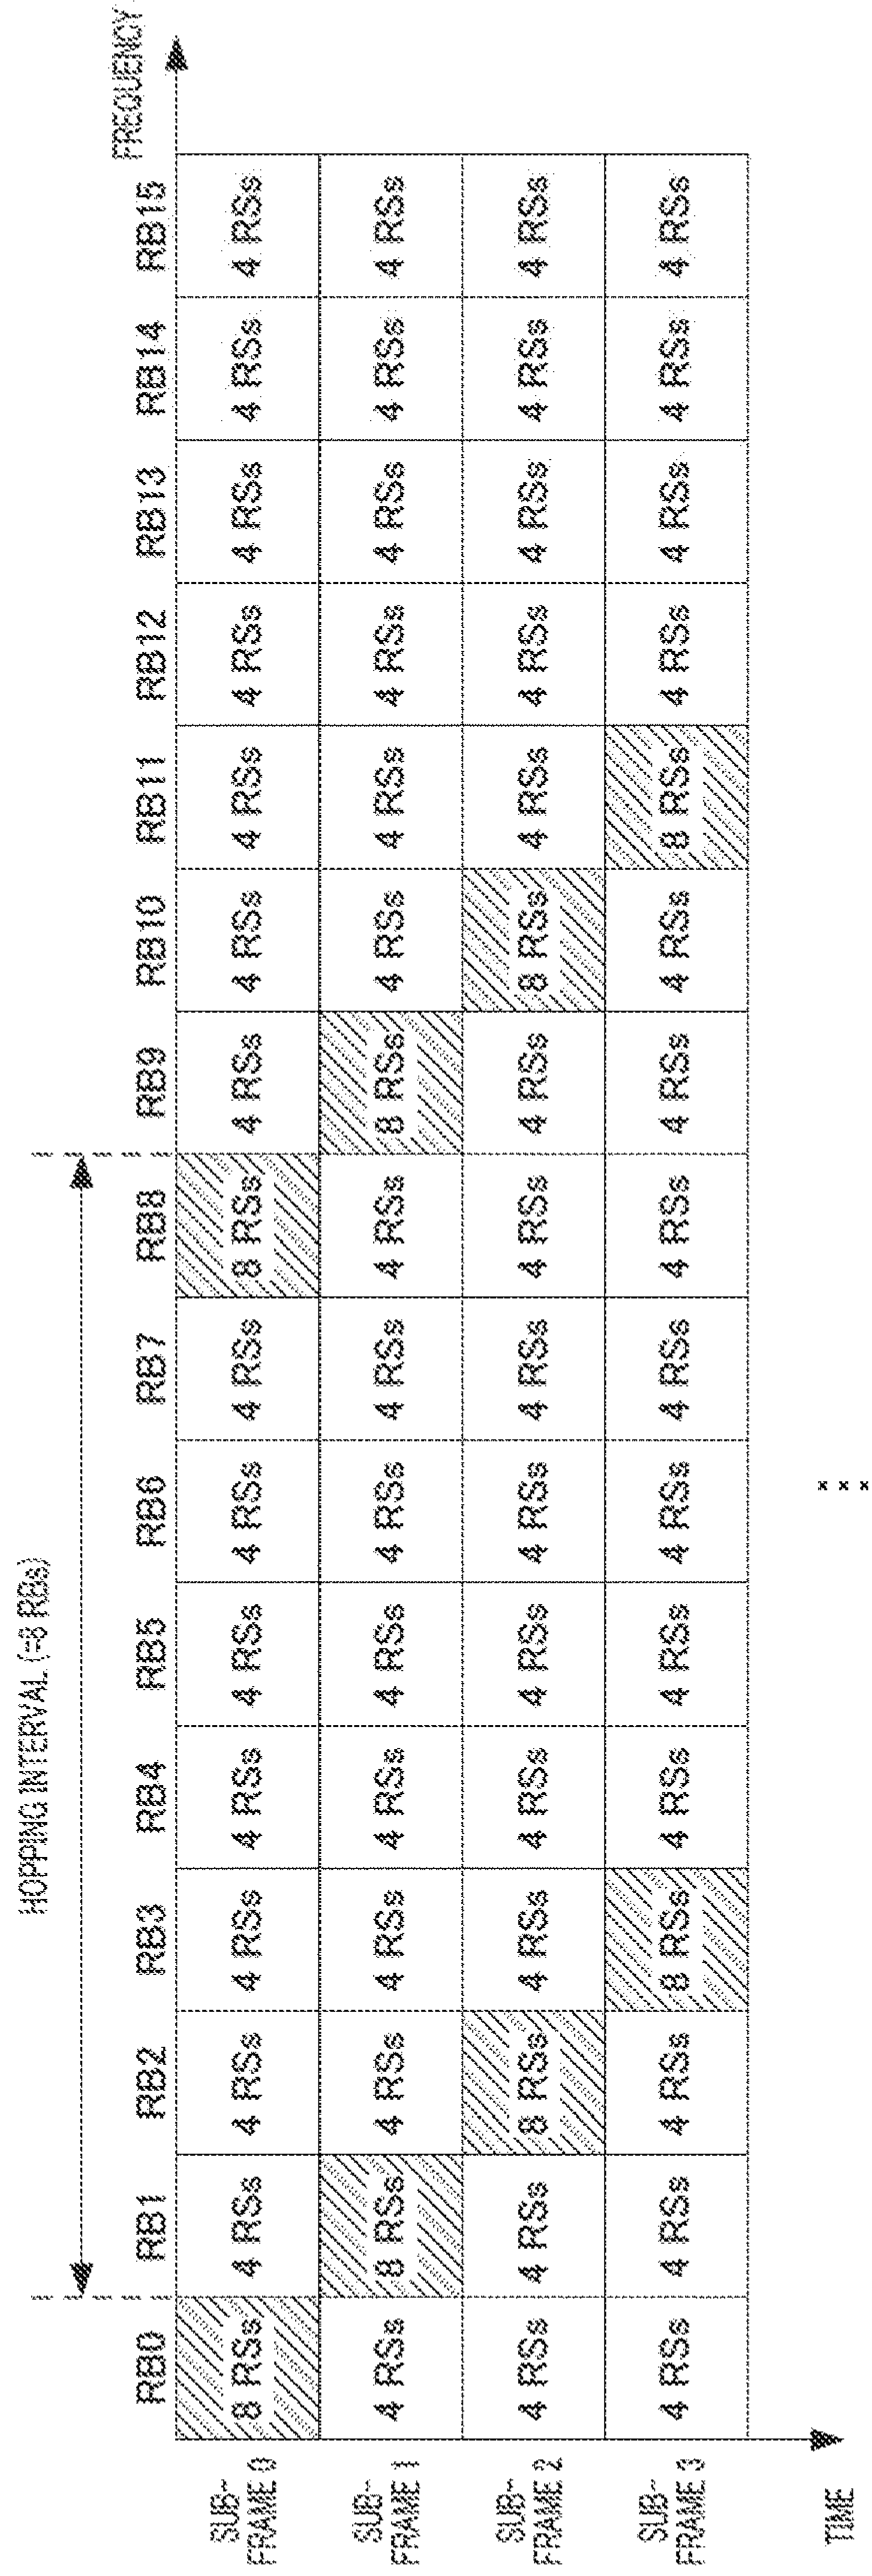 HOPPING INTERVAL (=8 RBs)
FREQUENCY
RB0 RB1 RB2 RB3 RB4 RB5 RB6 RB7 RB8 RB9 RB10 RB11 RB12 RB13 RB14 RB15
SUB-
FRAME 0
8 RSs 4 RSs 4 RSs 4 RSs 4 RSs 4 RSs 4 RSs 4 RSs 8 RSs 4 RSs 4 RSs 4 RSs 4 RSs 4 RSs 4 RSs 4 RSs
SUB-
FRAME 1
4 RSs 8 RSs 4 RSs 4 RSs 4 RSs 4 RSs 4 RSs 4 RSs 4 RSs 8 RSs 4 RSs 4 RSs 4 RSs 4 RSs 4 RSs 4 RSs
SUB-
FRAME 2
4 RSs 4 RSs 8 RSs 4 RSs 4 RSs 4 RSs 4 RSs 4 RSs 4 RSs 4 RSs 8 RSs 4 RSs 4 RSs 4 RSs 4 RSs 4 RSs
SUB-
FRAME 3
4 RSs 4 RSs 4 RSs 8 RSs 4 RSs 4 RSs 4 RSs 4 RSs 4 RSs 4 RSs 4 RSs 8 RSs 4 RSs 4 RSs 4 RSs 4 RSs
TIME
...